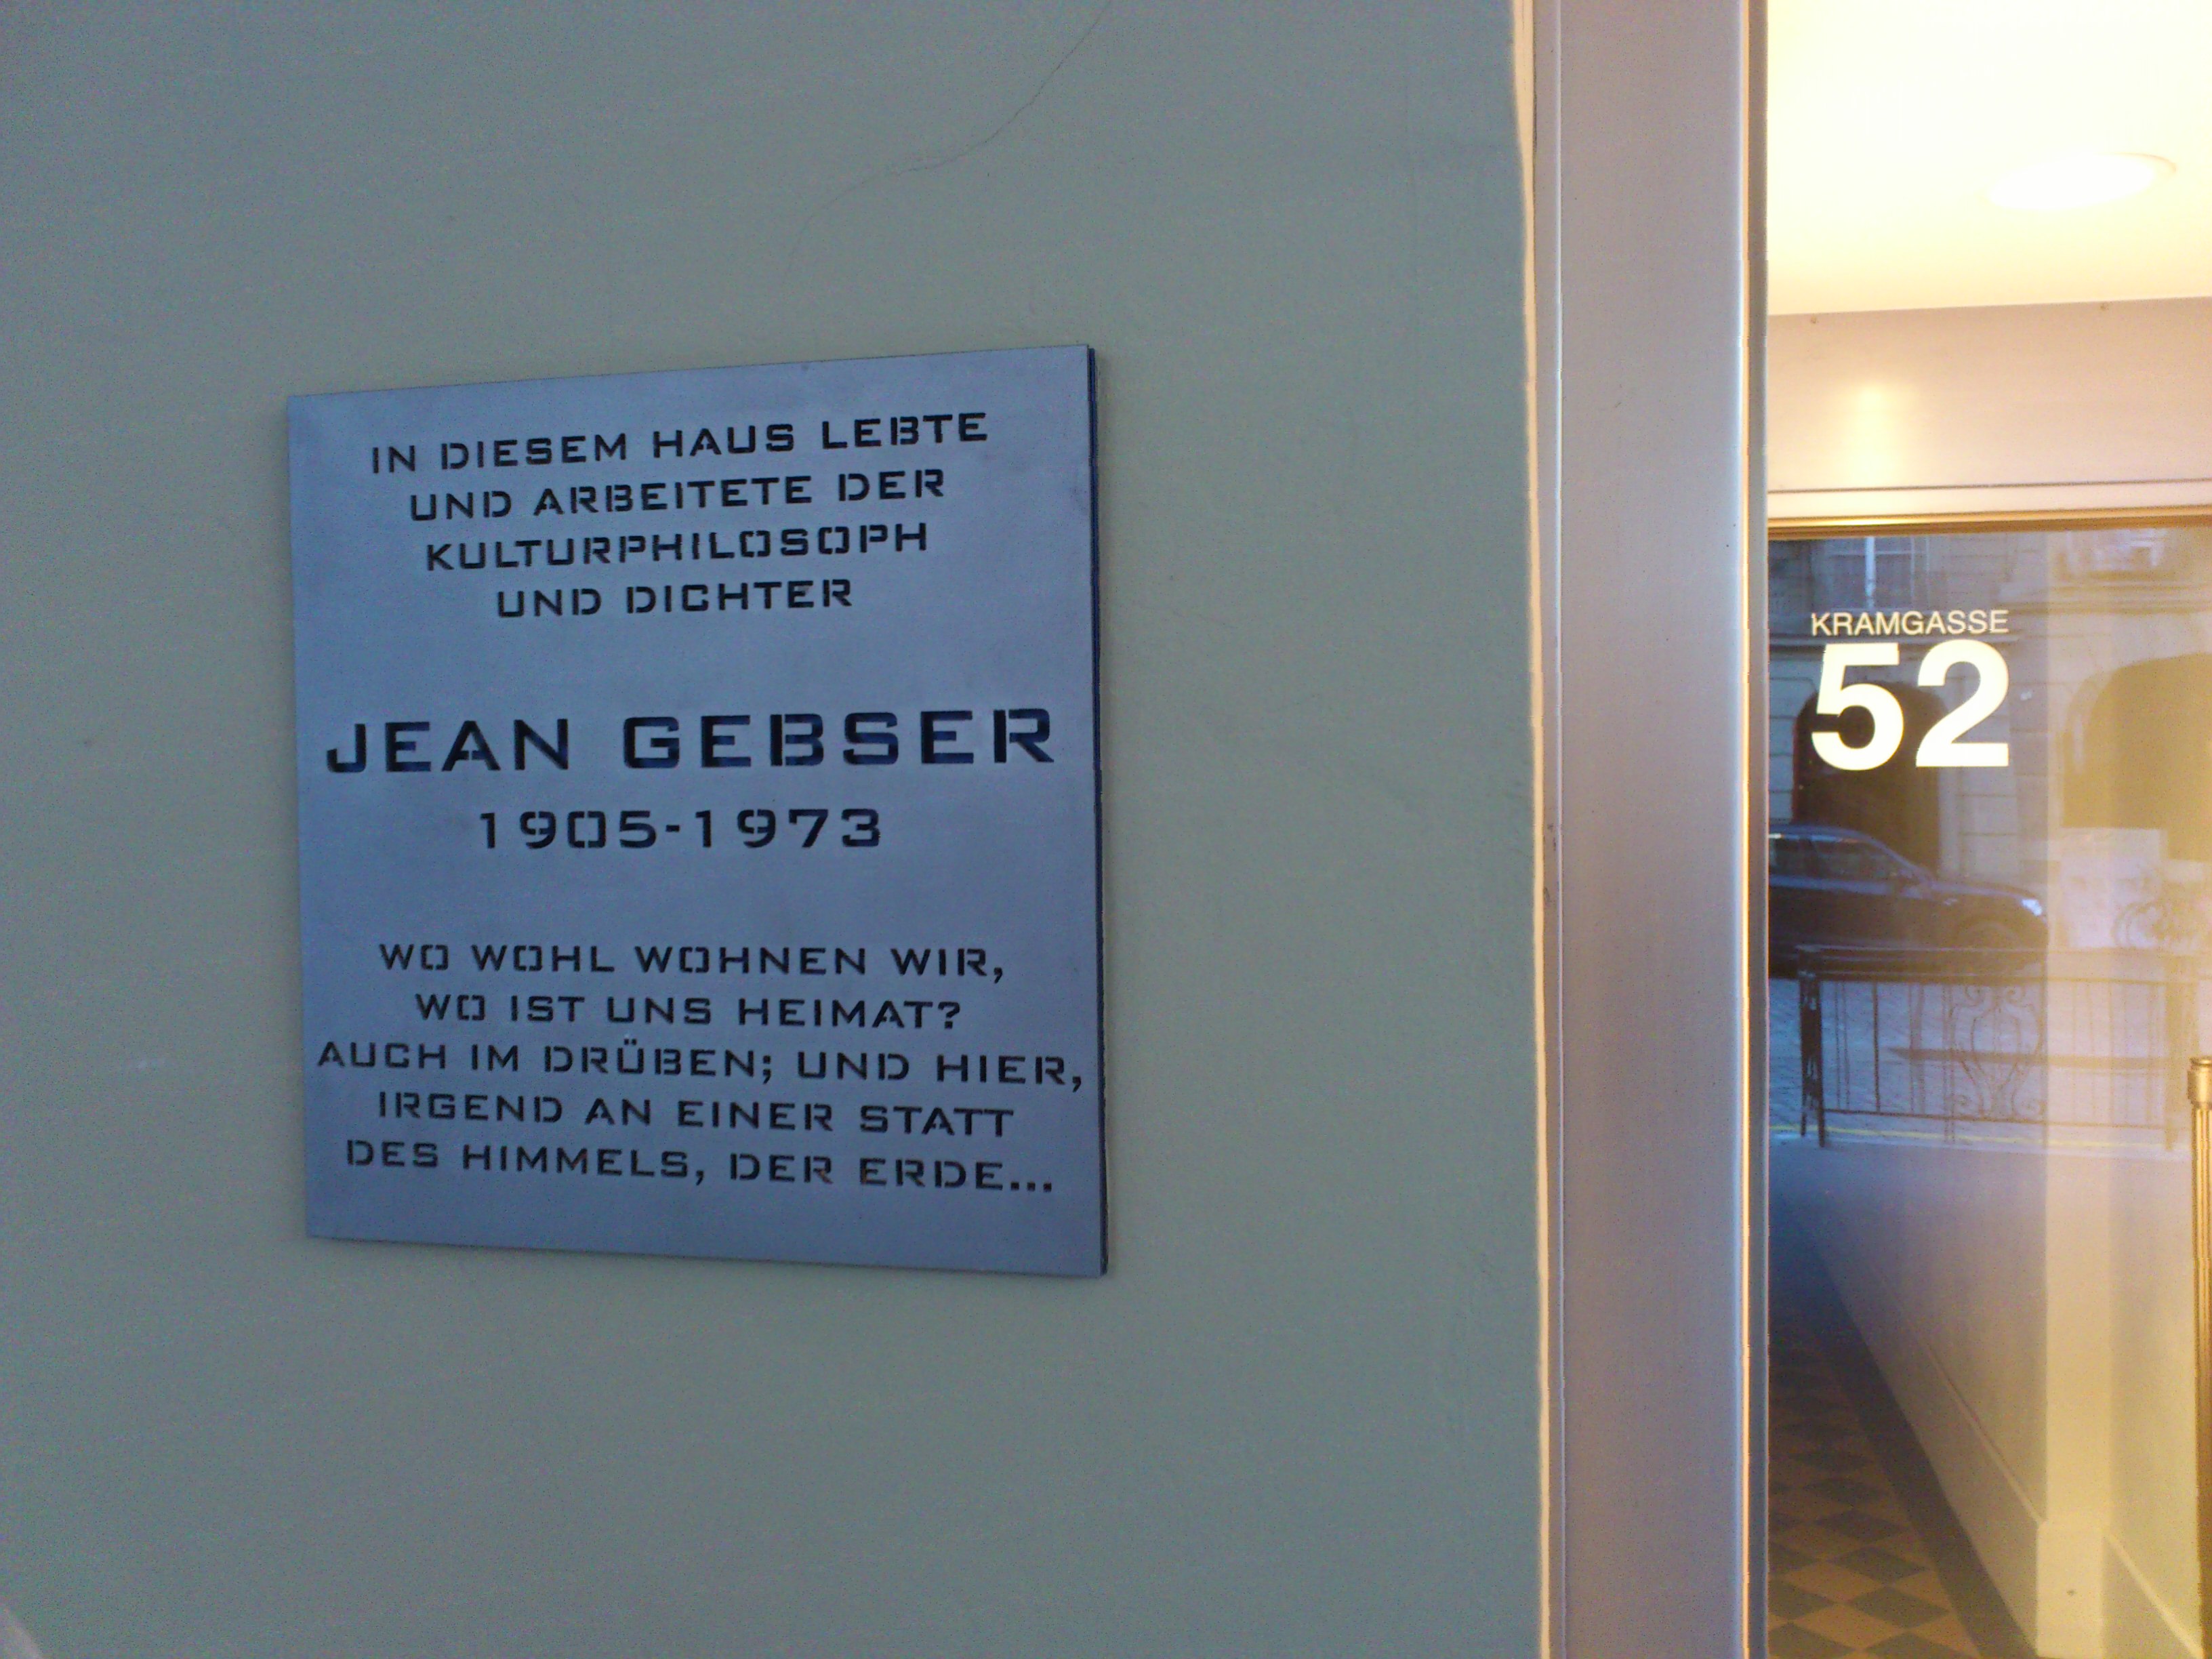 IN DIESEM HAUS LEBTE
UND ARBEITETE DER
KULTURPHILOSOPH
UND DICHTER
JEAN GEBSER
1905-1973
WO WOHL WOHNEN WIR,
WO IST UNS HEIMAT?
AUCH IM DRÜBEN; UND HIER,
IRGEND AN EINER STATT
DES HIMMELS, DER ERDE...
KRAMGASSE
52